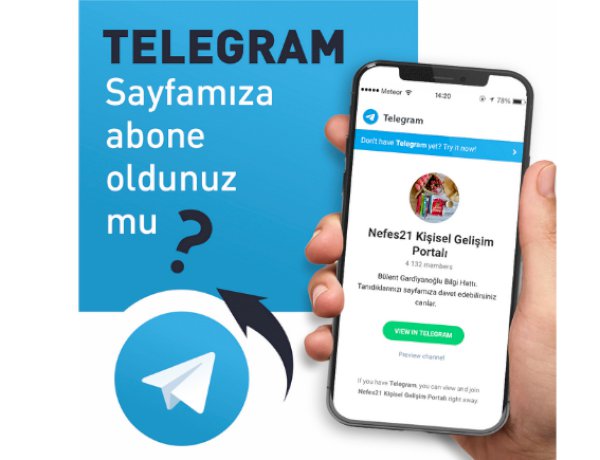 TELEGRAM
Sayfamıza
abone
oldunuz
mu ?
Meteor 14:20 78%
Telegram
Don't have Telegram yet? Try it now!
Nefes21 Kişisel Gelişim
Portalı
4 132 members
Bülent Gardiyanoğlu Bilgi Hattı.
Tanıdıklarınızı sayfamıza davet edebilirsiniz
canlar.
VIEW IN TELEGRAM
Preview channel
If you have Telegram, you can view and join
Nefes21 Kişisel Gelişim Portalı right away.